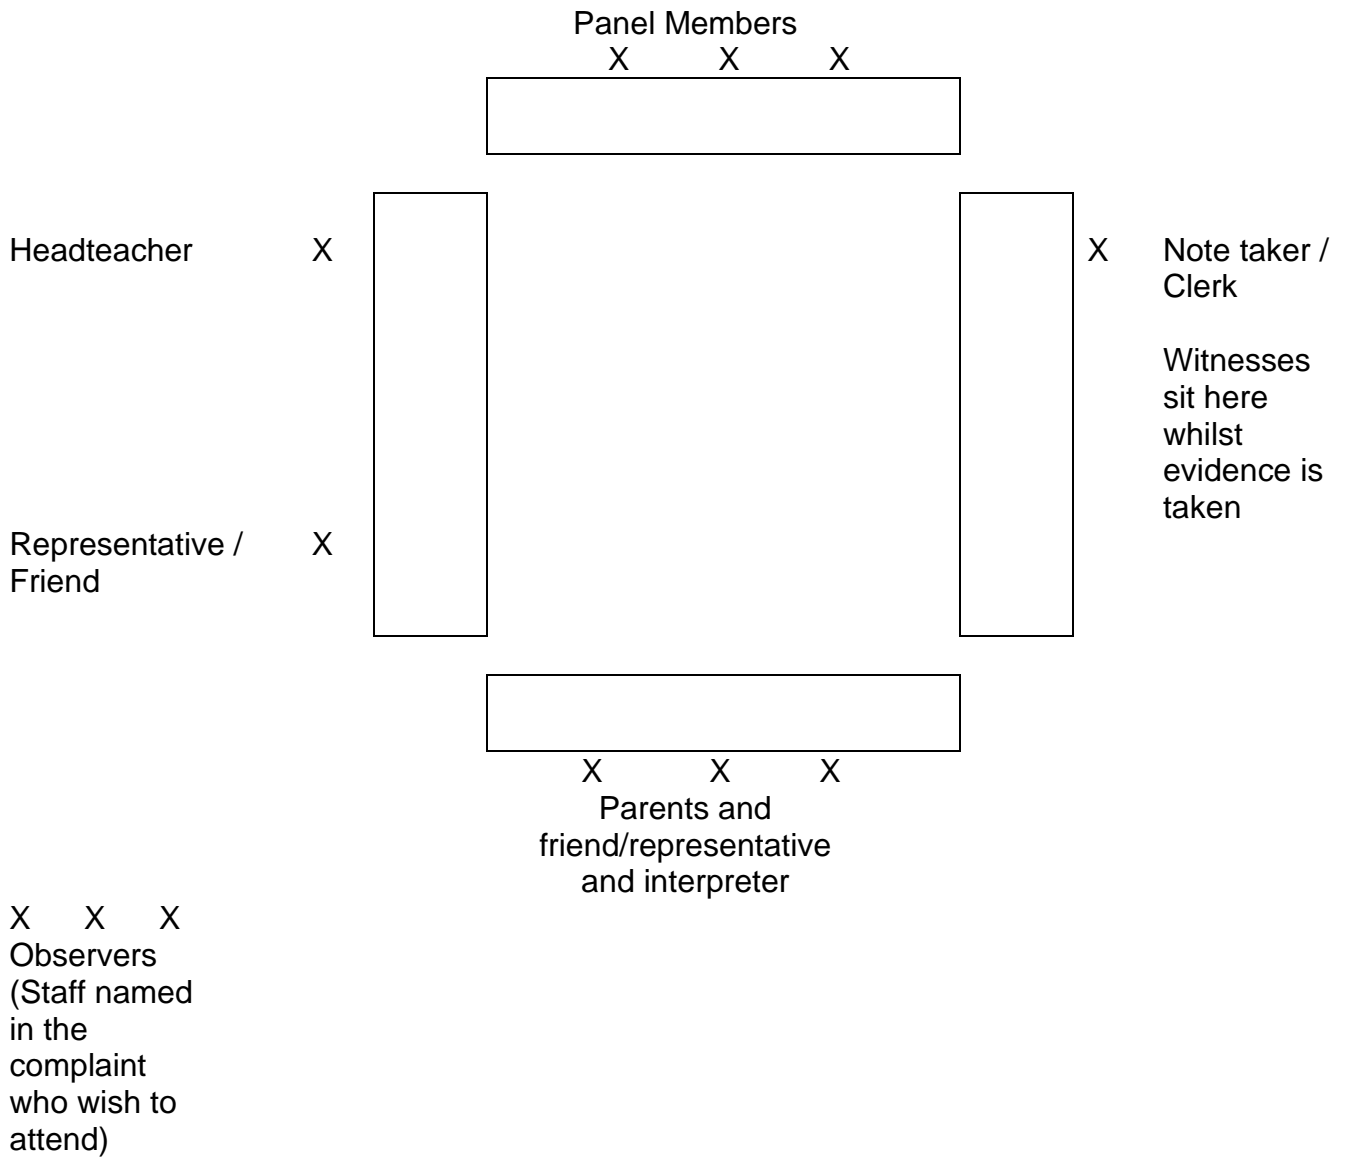 Panel Members
X X X
Headteacher X
X Note taker /
Clerk
Witnesses
sit here
whilst
evidence is
taken
Representative / X
Friend
X X X
Parents and
friend/representative
and interpreter
X X X
Observers
(Staff named
in the
complaint
who wish to
attend)